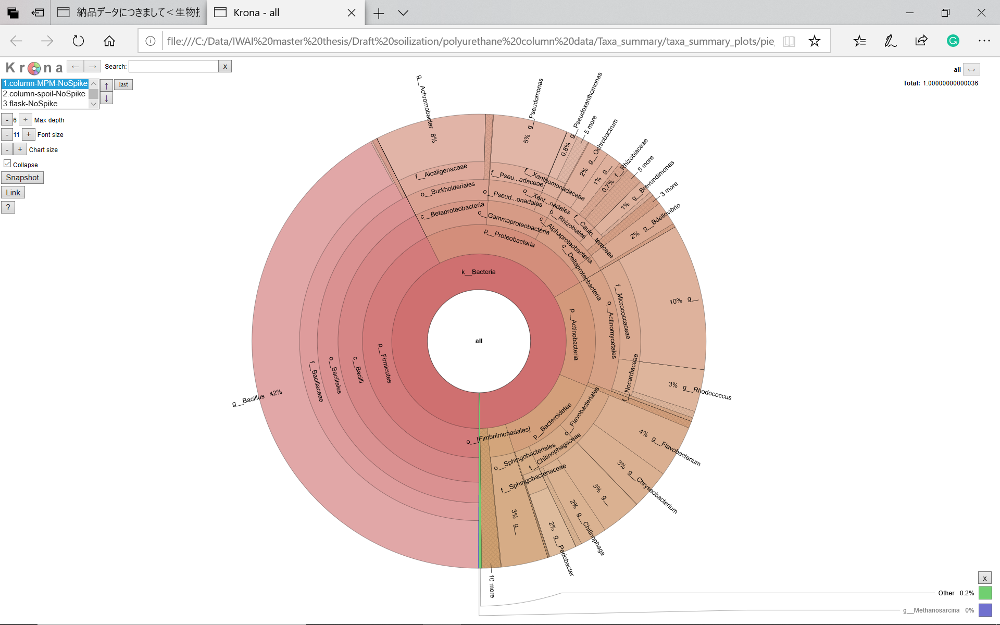 納品データにつきまして＜生物技
Krona - all
file:///C:/Data/IWAI%20master%20thesis/Draft%20soilization/polyurethane%20column%20data/Taxa_summary/taxa_summary_plots/pie_
Krona
← → Search: x
all ↔
Total: 1.00000000000036
1.column-MPM-NoSpike
2.column-spoil-NoSpike
3.flask-NoSpike
↑ last
↓
- 6 + Max depth
- 11 + Font size
- + Chart size
Collapse
Snapshot
Link
?
g__Achromobacter 8%
5% g__Pseudomonas
0.8% g__Pseudoxanthomonas
5 more
2% g__Ochrobactrum
1% g__
0.7% f__Rhizobiaceae
5 more
1% g__Brevundimonas
3 more
2% g__Bdellovibrio
f__Alcaligenaceae
f__Pseu...adaceae
f__Xanthomonadaceae
o__Burkholderiales
o__Pseud...onadales
o__Xant...nadales
o__Rhizobiales
f__Caulo...teraceae
c__Betaproteobacteria
c__Gammaproteobacteria
c__Alphaproteobacteria
c__Deltaproteobacteria
p__Proteobacteria
k__Bacteria
all
p__Actinobacteria
o__Actinomycetales
f__Micrococcaceae
10% g__
f__Nocardiaceae
3% g__Rhodococcus
p__Firmicutes
c__Bacilli
o__Bacillales
f__Bacillaceae
g__Bacillus 42%
p__Bacteroidetes
o__Flavobacteriales
4% g__Flavobacterium
3% g__Chryseobacterium
o__[Fimbriimonadales]
o__Sphingobacteriales
f__Chitinophagaceae
f__Sphingobacteriaceae
3% g__
2% g__Chitinophaga
2% g__Pedobacter
3% g__
10 more
x
Other 0.2%
g__Methanosarcina 0%